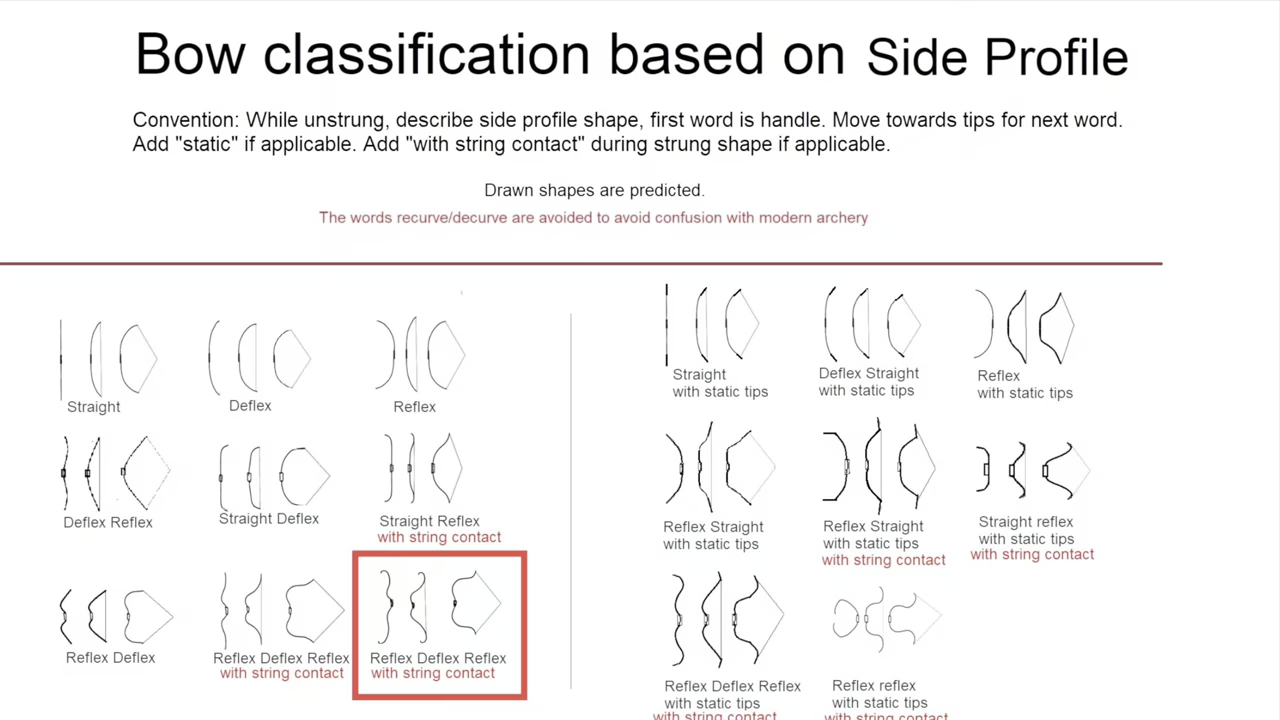 Bow classification based on Side Profile
Convention: While unstrung, describe side profile shape, first word is handle. Move towards tips for next word.
Add "static" if applicable. Add "with string contact" during strung shape if applicable.
Drawn shapes are predicted.
The words recurve/decurve are avoided to avoid confusion with modern archery
Straight
Deflex
Reflex
Deflex Reflex
Straight Deflex
Straight Reflex
with string contact
Reflex Deflex
Reflex Deflex Reflex
with string contact
Reflex Deflex Reflex
with string contact
Straight
with static tips
Deflex Straight
with static tips
Reflex
with static tips
Reflex Straight
with static tips
Reflex Straight
with static tips
with string contact
Straight reflex
with static tips
with string contact
Reflex Deflex Reflex
with static tips
with string contact
Reflex reflex
with static tips
with string contact